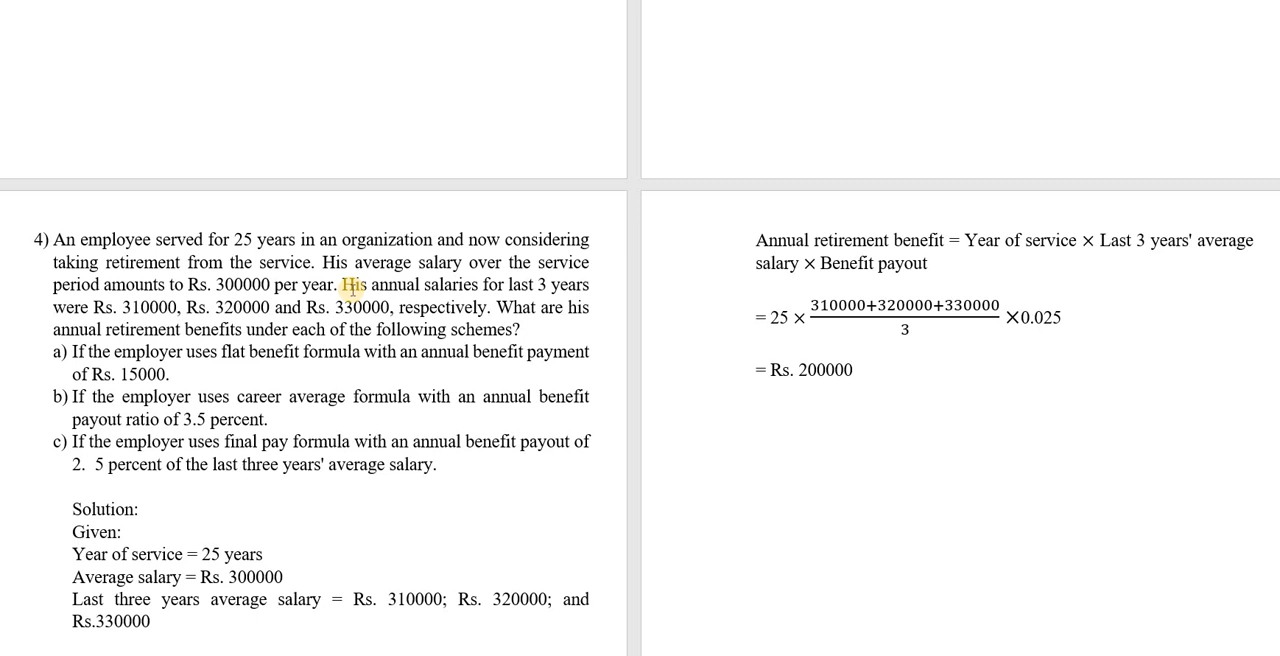 4) An employee served for 25 years in an organization and now considering
taking retirement from the service. His average salary over the service
period amounts to Rs. 300000 per year. His annual salaries for last 3 years
were Rs. 310000, Rs. 320000 and Rs. 330000, respectively. What are his
annual retirement benefits under each of the following schemes?
a) If the employer uses flat benefit formula with an annual benefit payment
of Rs. 15000.
b) If the employer uses career average formula with an annual benefit
payout ratio of 3.5 percent.
c) If the employer uses final pay formula with an annual benefit payout of
2. 5 percent of the last three years' average salary.
Solution:
Given:
Year of service = 25 years
Average salary = Rs. 300000
Last three years average salary = Rs. 310000; Rs. 320000; and
Rs.330000
Annual retirement benefit = Year of service × Last 3 years' average
salary × Benefit payout
= 25 × 310000+320000+330000 ×0.025
3
= Rs. 200000